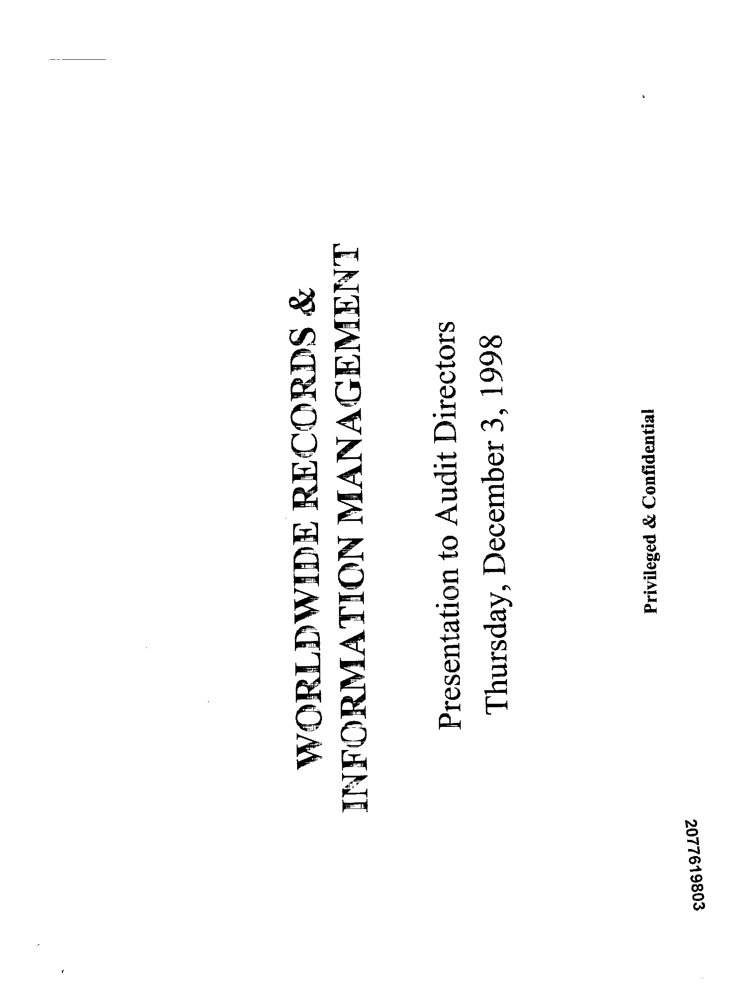 WORLDWIDE RECORDS &
INFORMATION MANAGEMENT
Presentation to Audit Directors
Thursday, December 3, 1998
Privileged & Confidential
2077619803